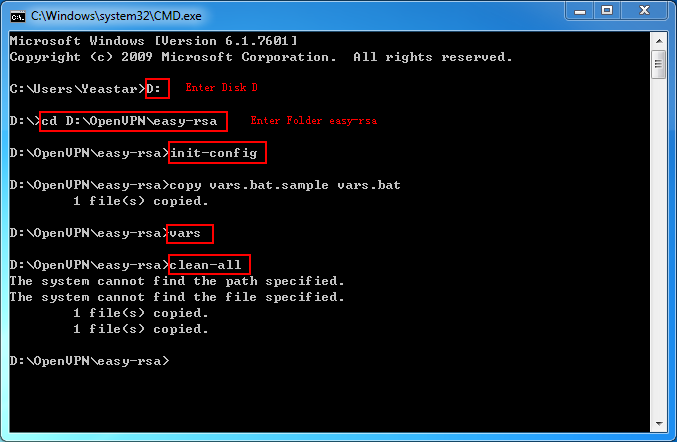 C:\Windows\system32\CMD.exe
Microsoft Windows [Version 6.1.7601]
Copyright (c) 2009 Microsoft Corporation.  All rights reserved.
C:\Users\Yeastar>D: Enter Disk D
D:\>cd D:\OpenVPN\easy-rsa Enter Folder easy-rsa
D:\OpenVPN\easy-rsa>init-config
D:\OpenVPN\easy-rsa>copy vars.bat.sample vars.bat
1 file(s) copied.
D:\OpenVPN\easy-rsa>vars
D:\OpenVPN\easy-rsa>clean-all
The system cannot find the path specified.
The system cannot find the file specified.
1 file(s) copied.
1 file(s) copied.
D:\OpenVPN\easy-rsa>